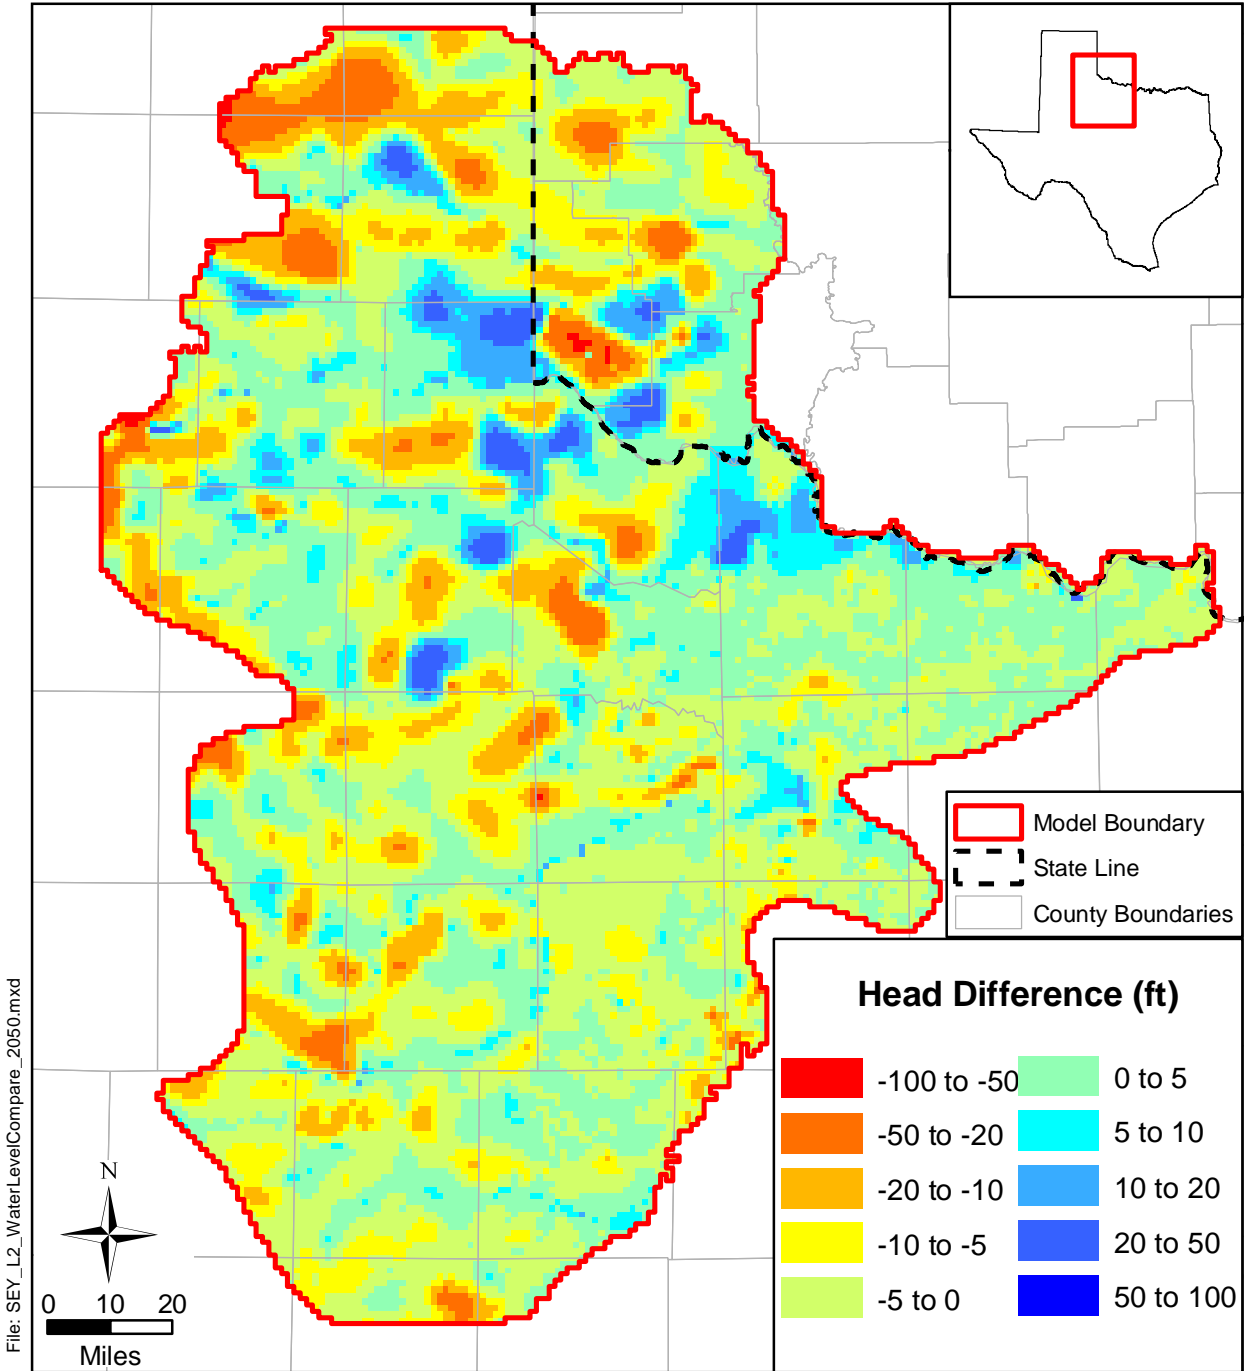 Model Boundary
State Line
County Boundaries
Head Difference (ft)
-100 to -50
-50 to -20
-20 to -10
-10 to -5
-5 to 0
0 to 5
5 to 10
10 to 20
20 to 50
50 to 100
N
0 10 20
Miles
File: SEY_L2_WaterLevelCompare_2050.mxd